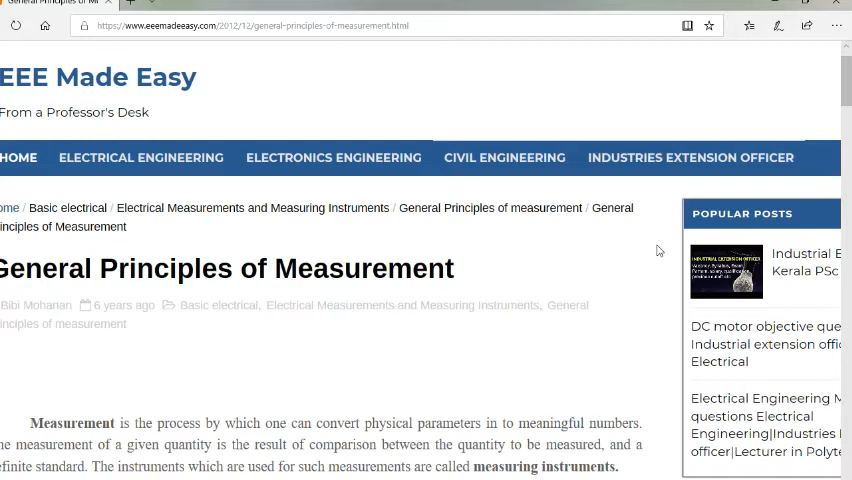 General Principles of M
https://www.eeemadeeasy.com/2012/12/general-principles-of-measurement.html
EEE Made Easy
From a Professor's Desk
HOME ELECTRICAL ENGINEERING ELECTRONICS ENGINEERING CIVIL ENGINEERING INDUSTRIES EXTENSION OFFICER
ome / Basic electrical / Electrical Measurements and Measuring Instruments / General Principles of measurement / General
inciples of Measurement
General Principles of Measurement
Bibi Mohanan 6 years ago Basic electrical, Electrical Measurements and Measuring Instruments, General
inciples of measurement
Measurement is the process by which one can convert physical parameters in to meaningful numbers.
he measurement of a given quantity is the result of comparison between the quantity to be measured, and a
efinite standard. The instruments which are used for such measurements are called measuring instruments.
POPULAR POSTS
INDUSTRIAL EXTENSION OFFICER
Industrial E
Kerala PSc
DC motor objective que
Industrial extension offic
Electrical
Electrical Engineering M
questions Electrical
Engineering|Industries
officer|Lecturer in Polyte